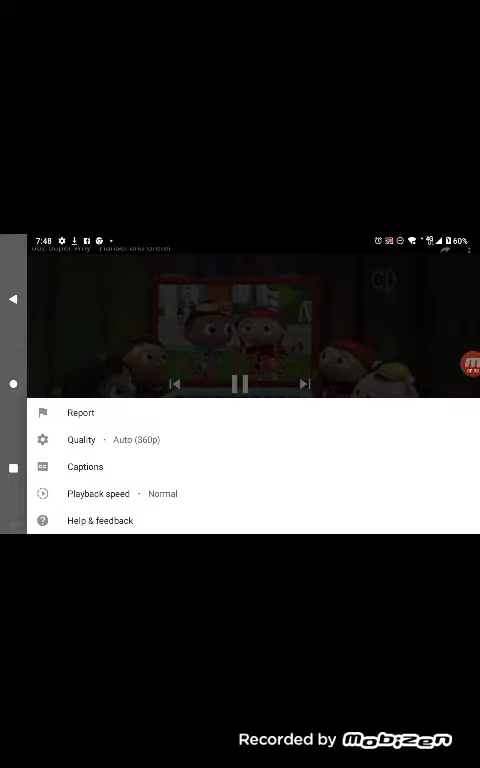 7:48 60%
002 Super Why - Hansel and Gretel
Report
Quality · Auto (360p)
Captions
Playback speed · Normal
Help & feedback
Recorded by mobizen